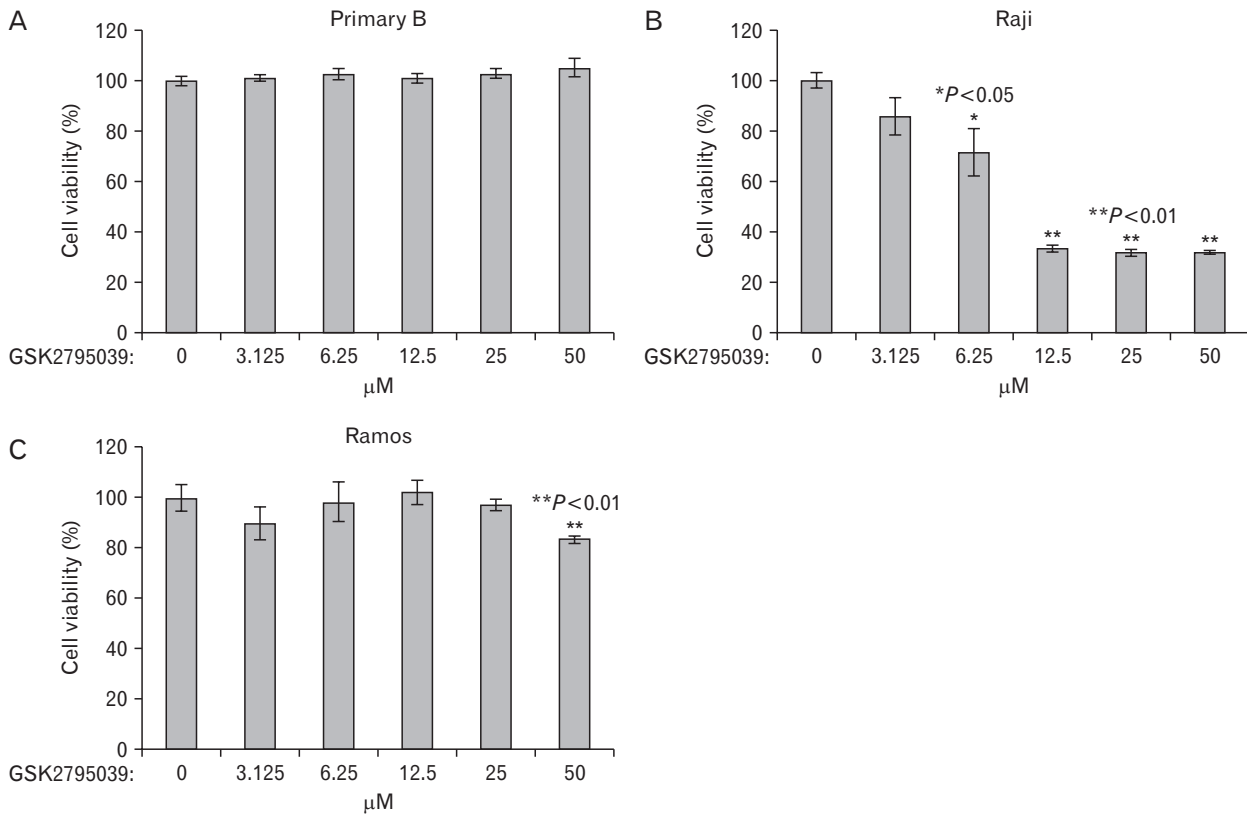 A
Primary B
Cell viability (%)
120
100
80
60
40
20
0
GSK2795039: 0 3.125 6.25 12.5 25 50
μM
B
Raji
Cell viability (%)
120
100
80
60
40
20
0
*P<0.05
*
**P<0.01
** ** **
GSK2795039: 0 3.125 6.25 12.5 25 50
μM
C
Ramos
Cell viability (%)
120
100
80
60
40
20
0
**P<0.01
**
GSK2795039: 0 3.125 6.25 12.5 25 50
μM